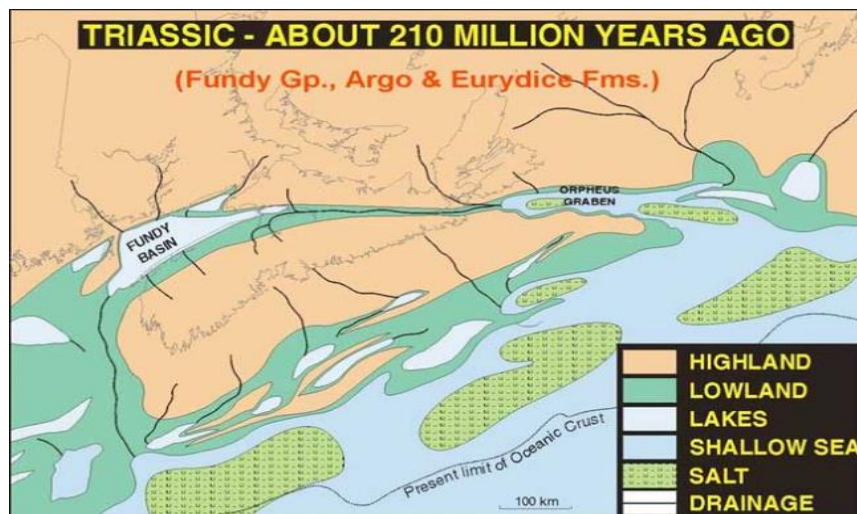 TRIASSIC - ABOUT 210 MILLION YEARS AGO
(Fundy Gp., Argo & Eurydice Fms.)
ORPHEUS
GRABEN
FUNDY
BASIN
HIGHLAND
LOWLAND
LAKES
SHALLOW SEA
SALT
DRAINAGE
Present limit of Oceanic Crust
100 km